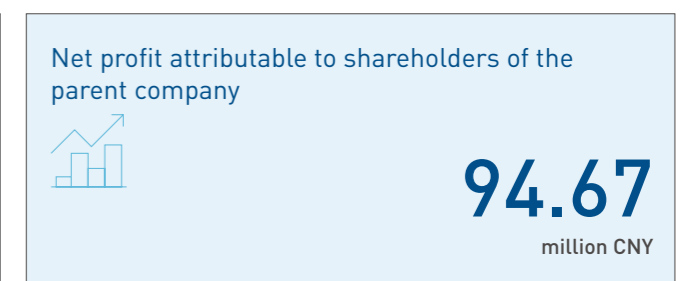 Net profit attributable to shareholders of the
parent company
94.67
million CNY